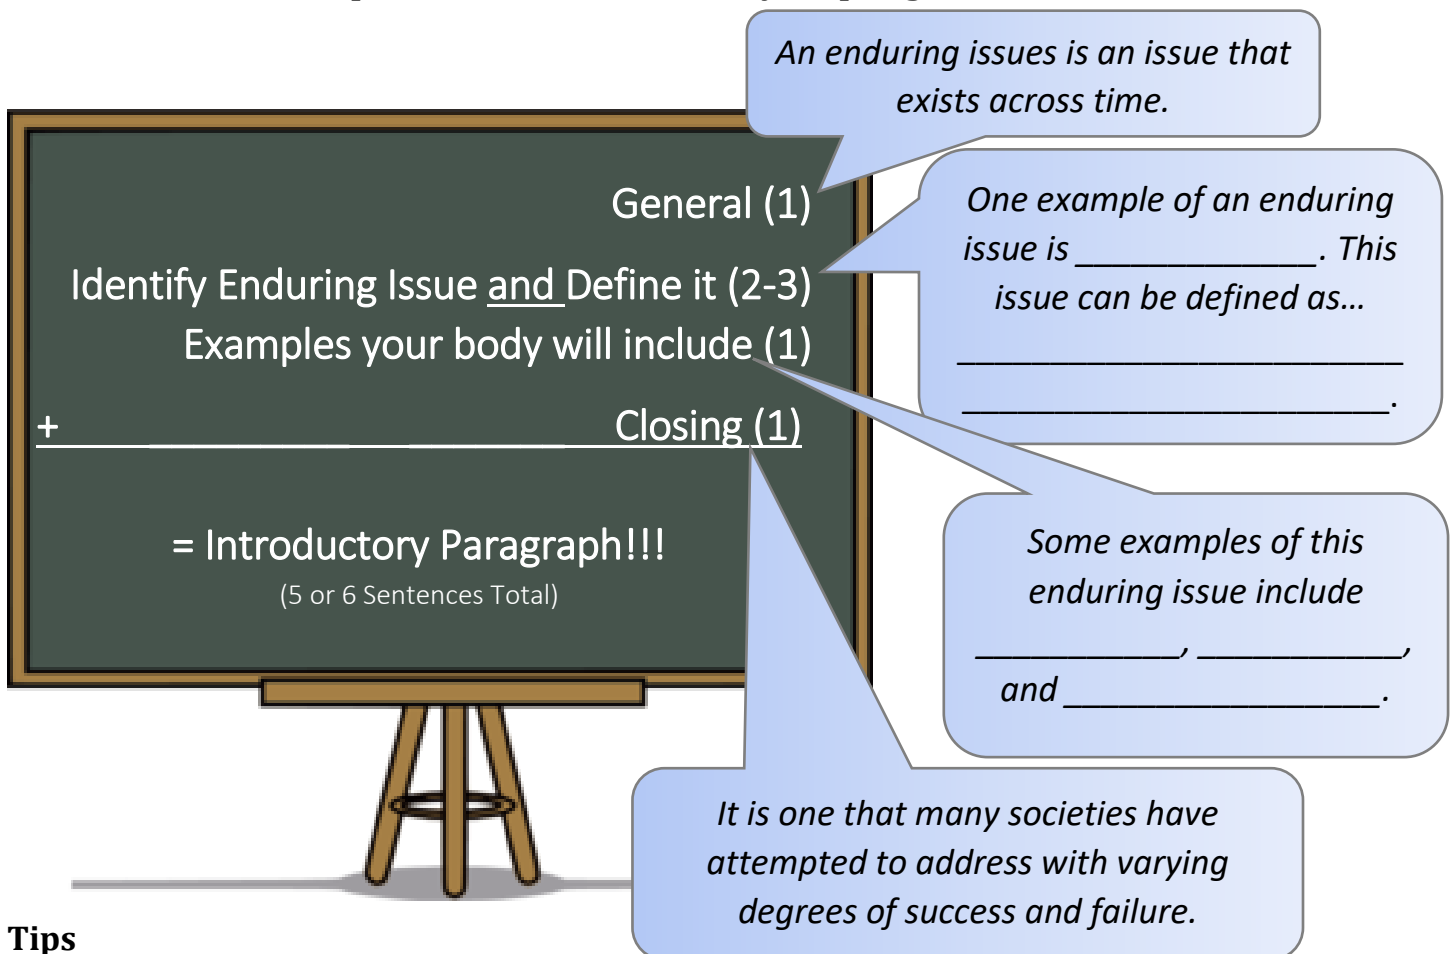 An enduring issues is an issue that
exists across time.
General (1)
Identify Enduring Issue and Define it (2-3)
Examples your body will include (1)
+ ____________ _________ Closing (1)
= Introductory Paragraph!!!
(5 or 6 Sentences Total)
One example of an enduring
issue is _____________. This
issue can be defined as...
________________________
_______________________.
Some examples of this
enduring issue include
___________, ___________,
and _________________.
It is one that many societies have
attempted to address with varying
degrees of success and failure.
Tips